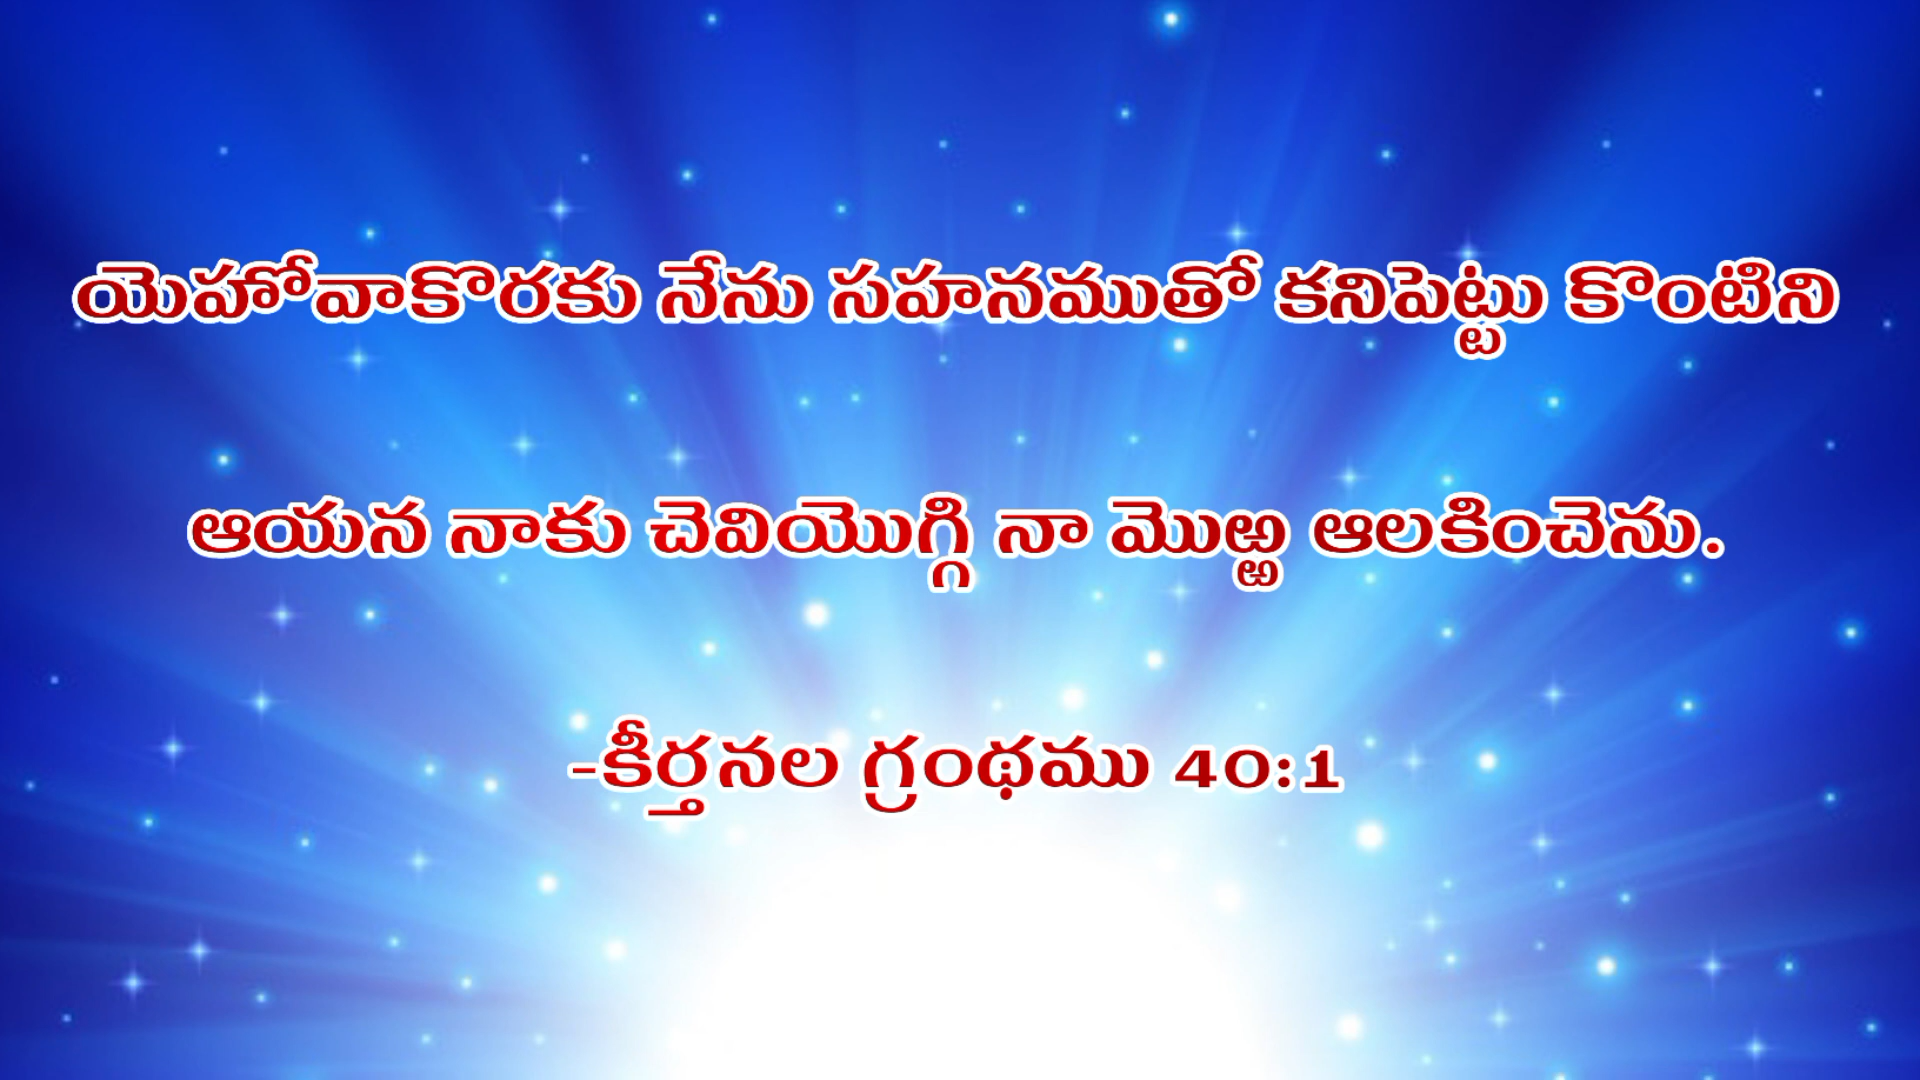 యెహోవాకొరకు నేను సహనముతో కనిపెట్టు కొంటిని
ఆయన నాకు చెవియొగ్గి నా మొఱ్ఱ ఆలకించెను.
-కీర్తనల గ్రంథము 40:1